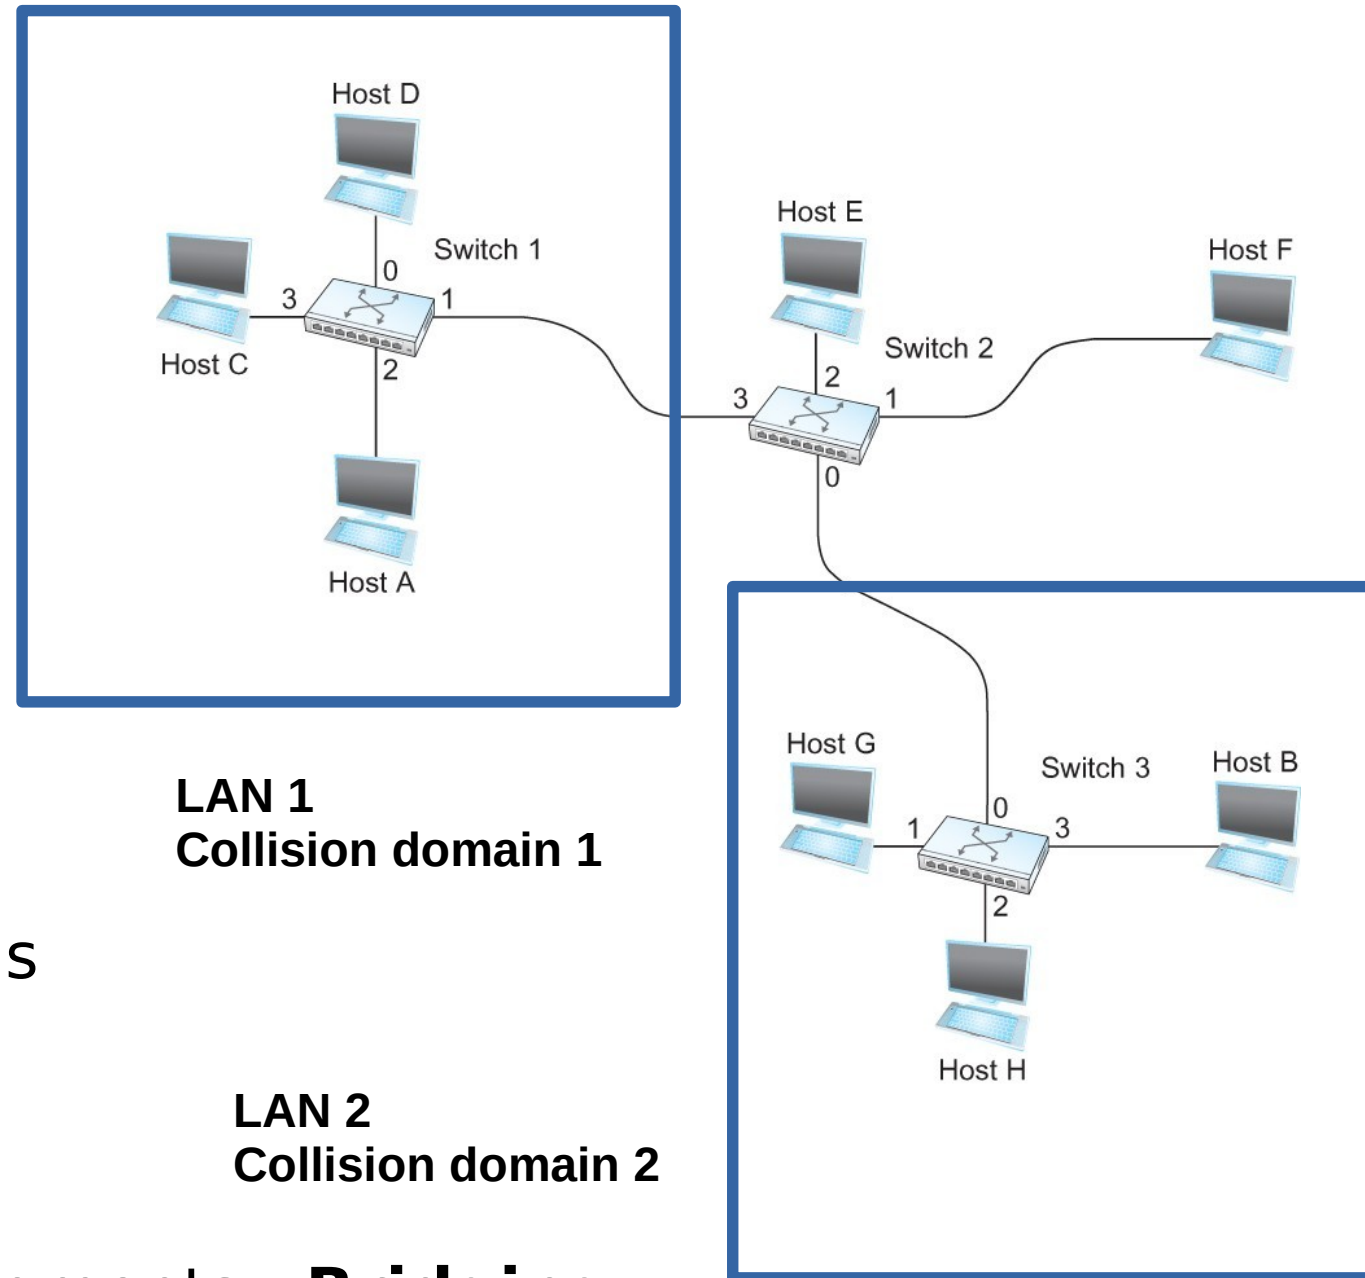 Host D
Host E
Host F
Switch 1
0
3
1
Host C
2
Switch 2
2
3
1
0
Host A
Host G
Switch 3
Host B
0
1
3
2
LAN 1
Collision domain 1
s
Host H
LAN 2
Collision domain 2